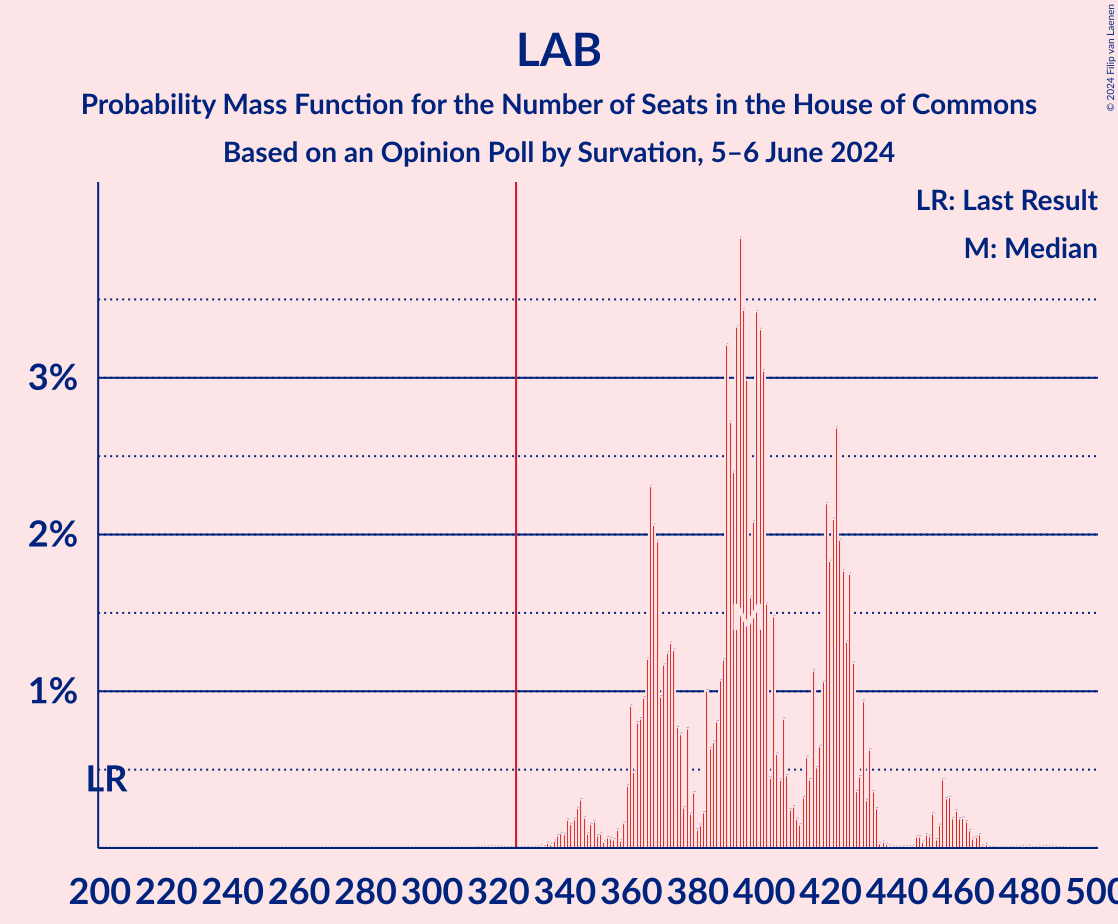 LAB
Probability Mass Function for the Number of Seats in the House of Commons
Based on an Opinion Poll by Survation, 5–6 June 2024
© 2024 Filip van Laenen
LR: Last Result
M: Median
3%
2%
1%
LR
M
200 220 240 260 280 300 320 340 360 380 400 420 440 460 480 500